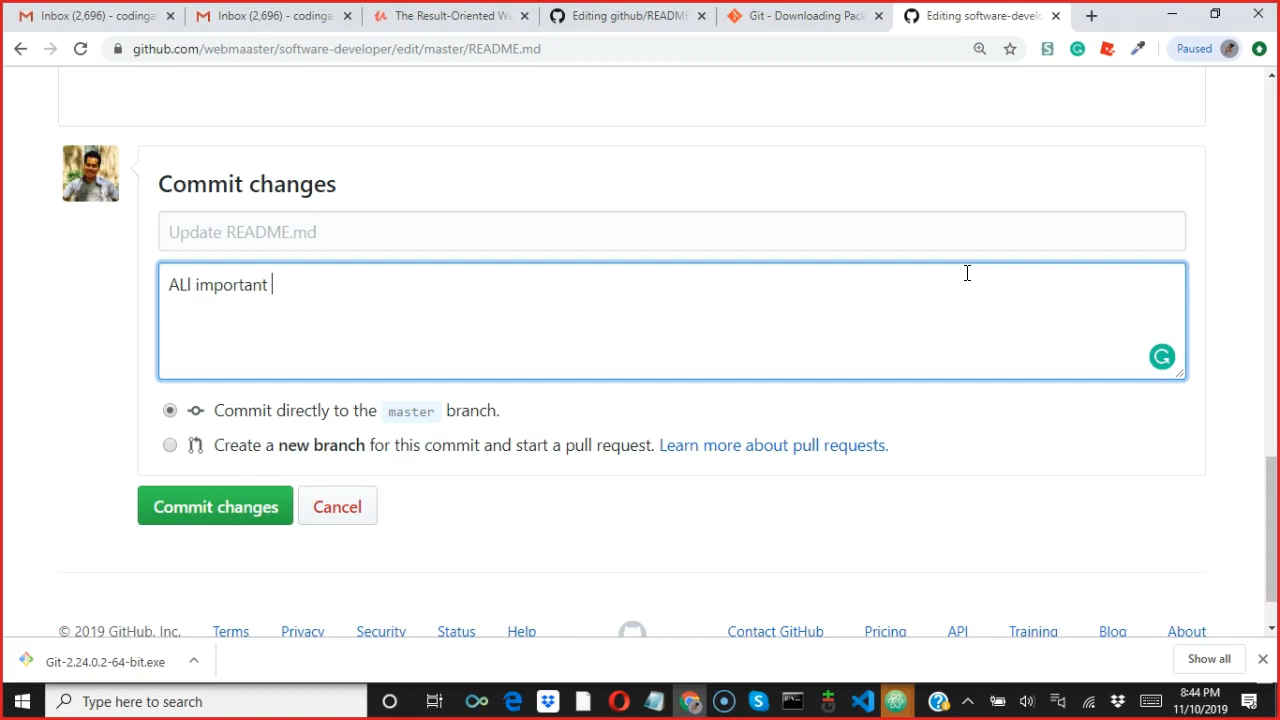 Inbox (2,696) - codinga
Inbox (2,696) - codinga
The Result-Oriented W
Editing github/README
Git - Downloading Pack
Editing software-devel
github.com/webmaaster/software-developer/edit/master/README.md
Paused
Commit changes
Update README.md
ALl important
Commit directly to the master branch.
Create a new branch for this commit and start a pull request. Learn more about pull requests.
Commit changes
Cancel
© 2019 GitHub, Inc. Terms Privacy Security Status Help Contact GitHub Pricing API Training Blog About
Git-2.24.0.2-64-bit.exe
Show all
Type here to search
8:44 PM
11/10/2019